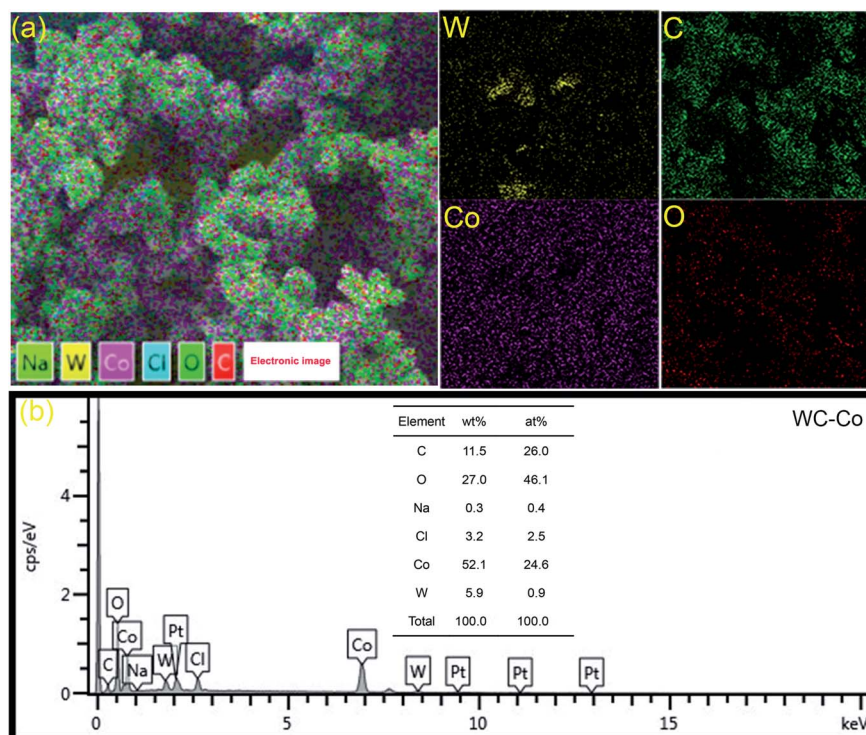 (a)
W
C
Co
O
Na W Co Cl O C Electronic image
(b)
WC-Co
Element wt% at%
C 11.5 26.0
O 27.0 46.1
Na 0.3 0.4
Cl 3.2 2.5
Co 52.1 24.6
W 5.9 0.9
Total 100.0 100.0
cps/eV
4
2
0
O
Co
Pt
C
Na
W
Cl
Co
W
Pt
Pt
Pt
0 5 10 15 keV